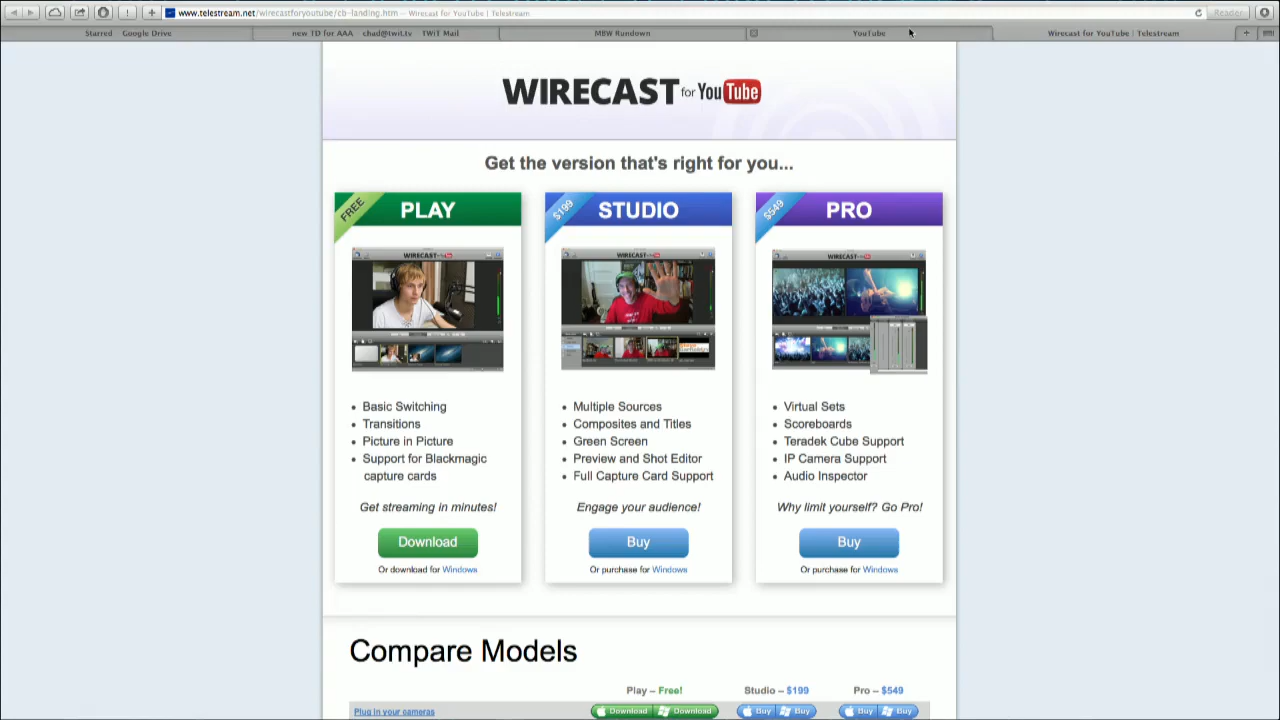 www.telestream.net/wirecastforyoutube/cb-landing.htm — Wirecast for YouTube | Telestream
Reader
Starred Google Drive
new TD for AAA chad@twit.tv TWiT Mail
MBW Rundown
YouTube
Wirecast for YouTube | Telestream
WIRECAST for YouTube
Get the version that's right for you...
FREE
PLAY
$199
STUDIO
$549
PRO
• Basic Switching
• Transitions
• Picture in Picture
• Support for Blackmagic
capture cards
Get streaming in minutes!
Download
Or download for Windows
• Multiple Sources
• Composites and Titles
• Green Screen
• Preview and Shot Editor
• Full Capture Card Support
Engage your audience!
Buy
Or purchase for Windows
• Virtual Sets
• Scoreboards
• Teradek Cube Support
• IP Camera Support
• Audio Inspector
Why limit yourself? Go Pro!
Buy
Or purchase for Windows
Compare Models
Play – Free! Studio – $199 Pro – $549
Plug in your cameras Download Download Buy Buy Buy Buy